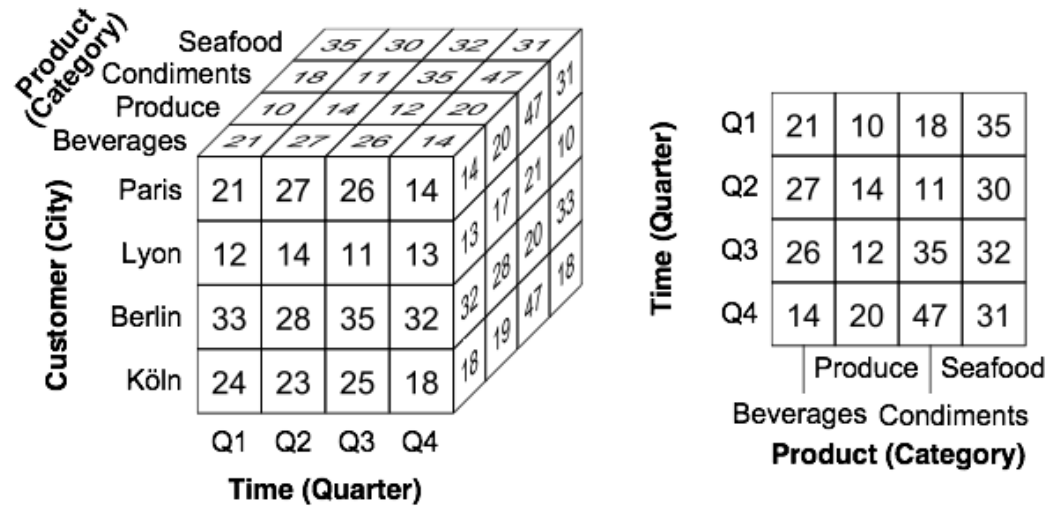 Product
(Category)
Seafood 35 30 32 31
Condiments 18 11 35 47
Produce 10 14 12 20
Beverages 21 27 26 14
Customer (City)
Paris 21 27 26 14 14 20 47 31
Lyon 12 14 11 13 13 17 21 10
Berlin 33 28 35 32 32 28 20 33
Köln 24 23 25 18 18 19 47 18
Q1 Q2 Q3 Q4
Time (Quarter)
Time (Quarter)
Q1 21 10 18 35
Q2 27 14 11 30
Q3 26 12 35 32
Q4 14 20 47 31
Produce Seafood
Beverages Condiments
Product (Category)